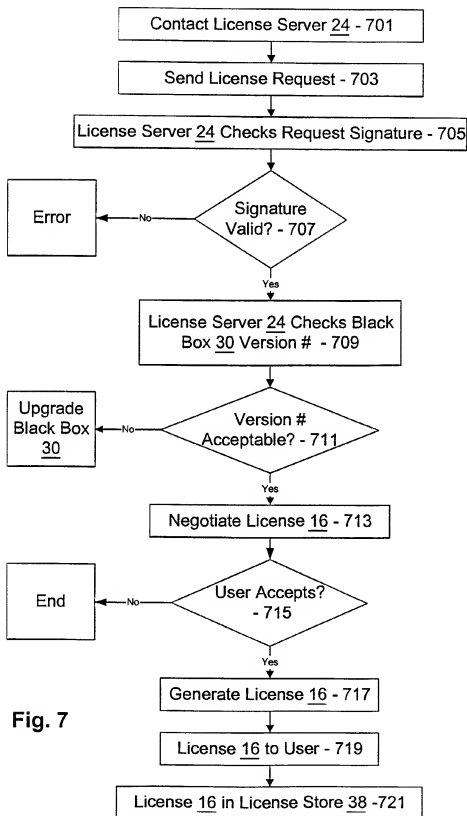 Contact License Server 24 - 701
Send License Request - 703
License Server 24 Checks Request Signature - 705
Signature
Valid? - 707
No
Error
Yes
License Server 24 Checks Black
Box 30 Version # - 709
Version #
Acceptable? - 711
No
Upgrade
Black Box
30
Yes
Negotiate License 16 - 713
User Accepts?
- 715
No
End
Yes
Generate License 16 - 717
Fig. 7
License 16 to User - 719
License 16 in License Store 38 -721